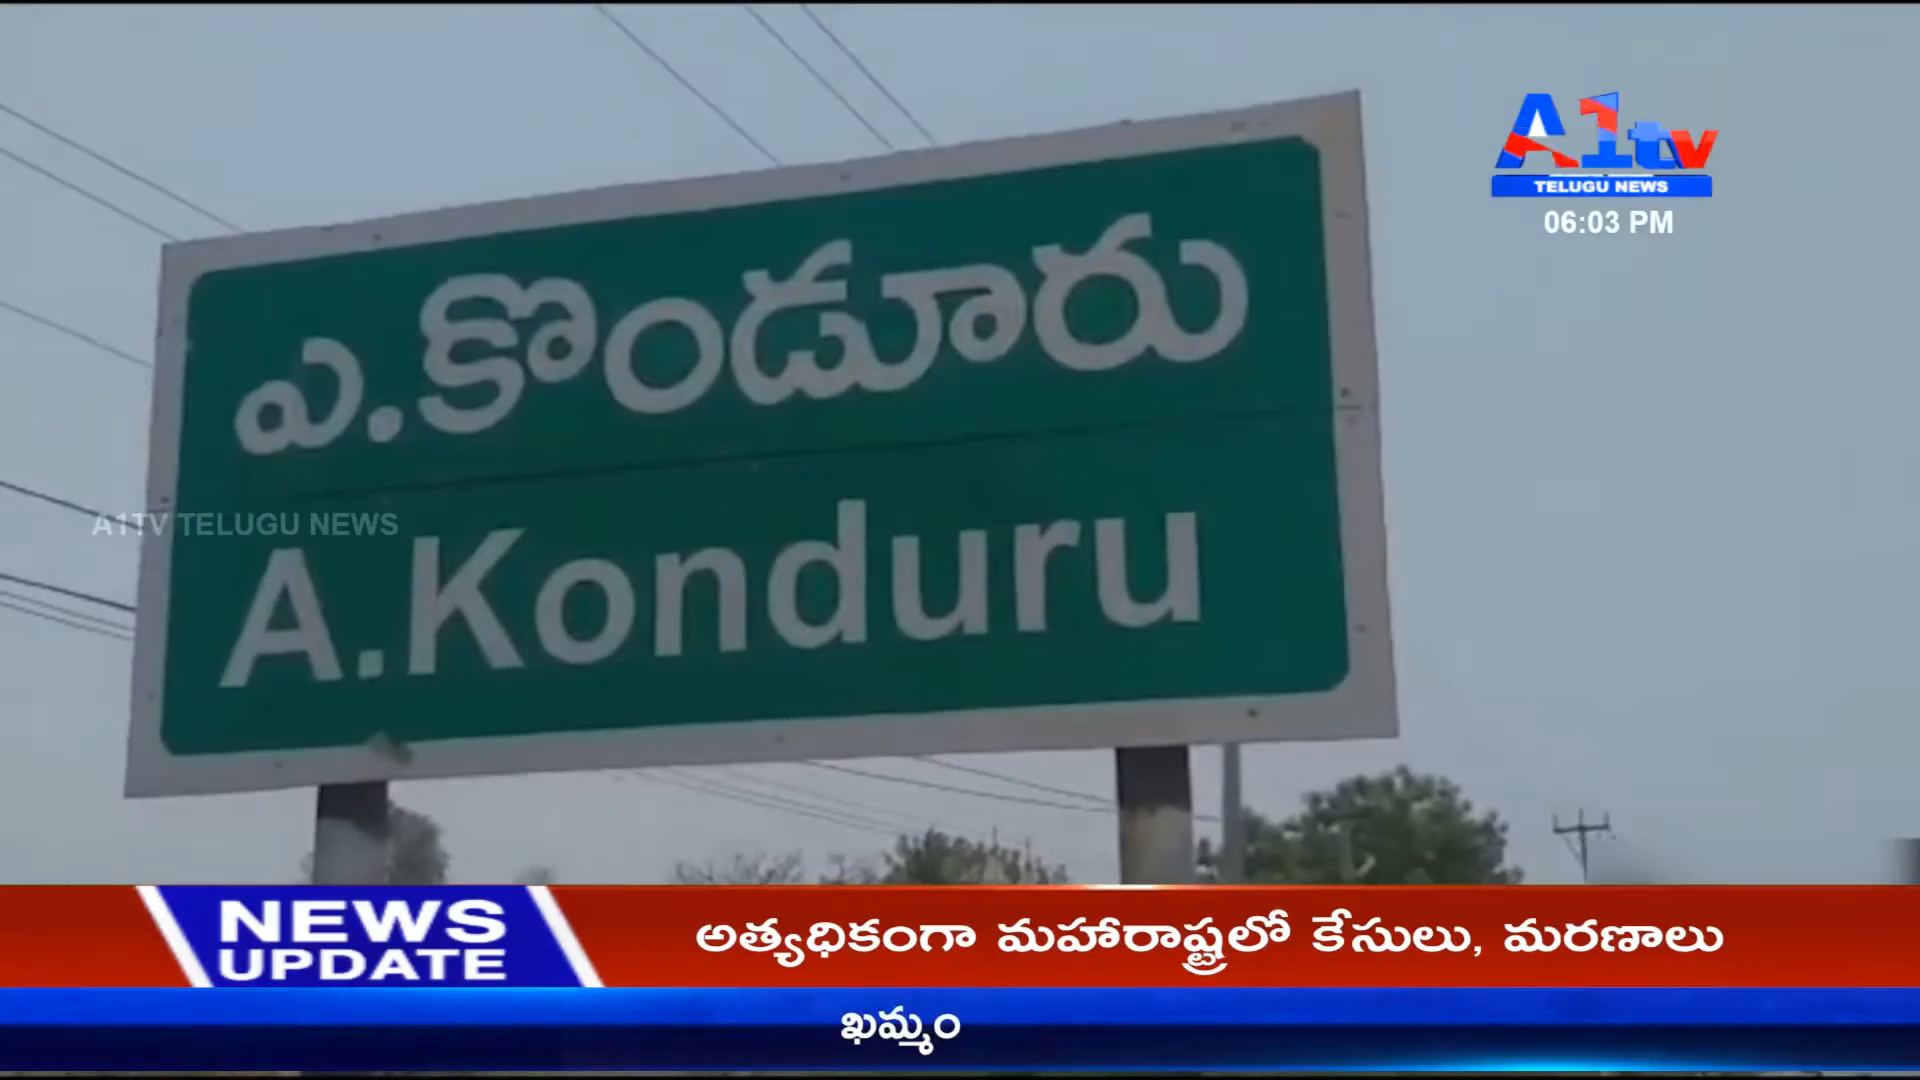 A1tv
TELUGU NEWS
06:03 PM
ఎ.కొండూరు
A1TV TELUGU NEWS
A.Konduru
NEWS
UPDATE
అత్యధికంగా మహారాష్ట్రలో కేసులు, మరణాలు
ఖమ్మం